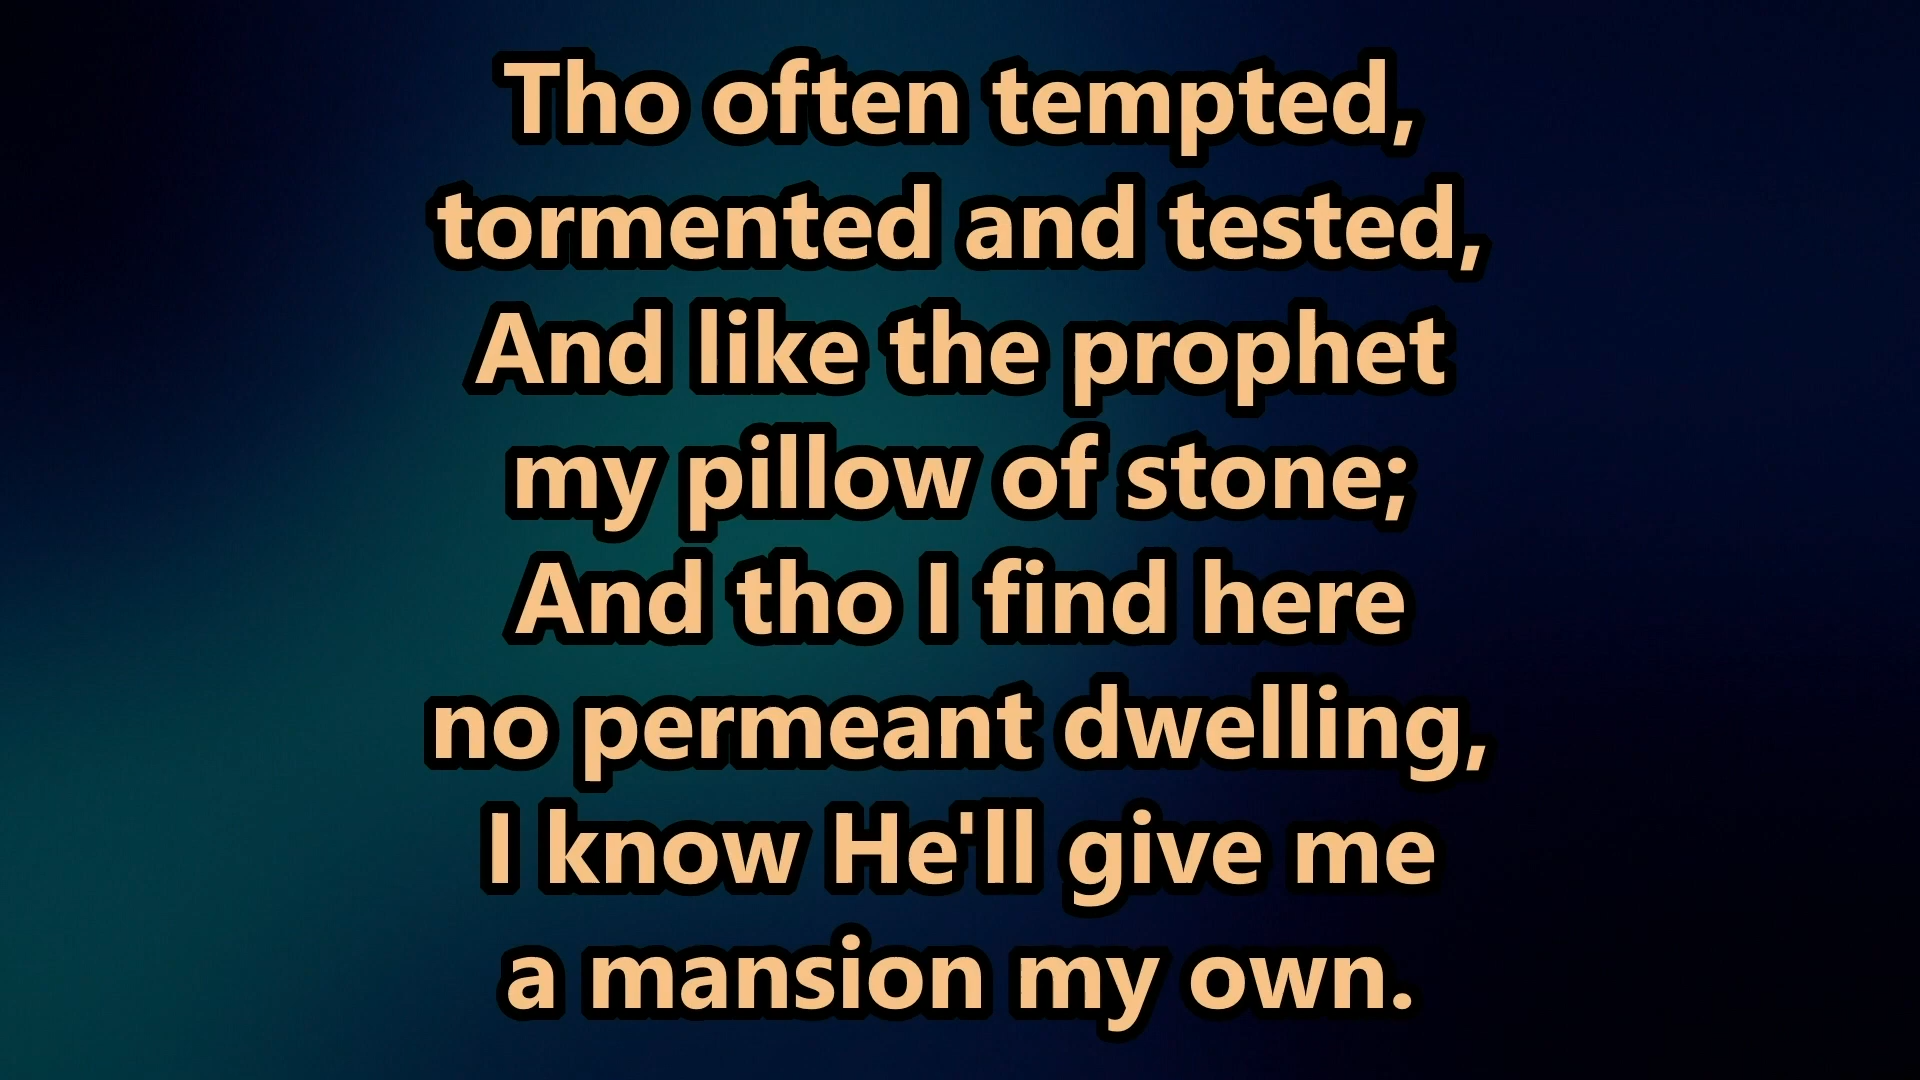 Tho often tempted,
tormented and tested,
And like the prophet
my pillow of stone;
And tho I find here
no permeant dwelling,
I know He'll give me
a mansion my own.